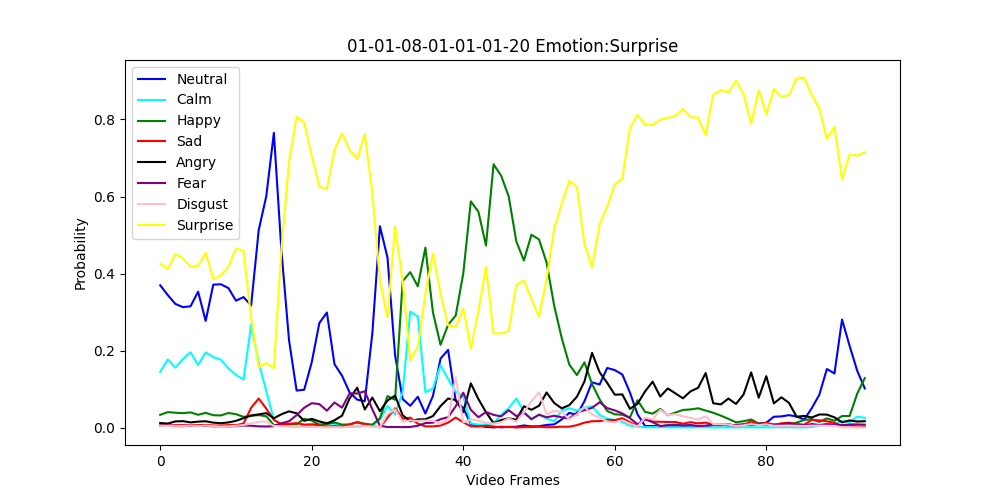 01-01-08-01-01-01-20 Emotion:Surprise
Neutral
Calm
Happy
Sad
Angry
Fear
Disgust
Surprise
Probability
0.8
0.6
0.4
0.2
0.0
0 20 40 60 80
Video Frames